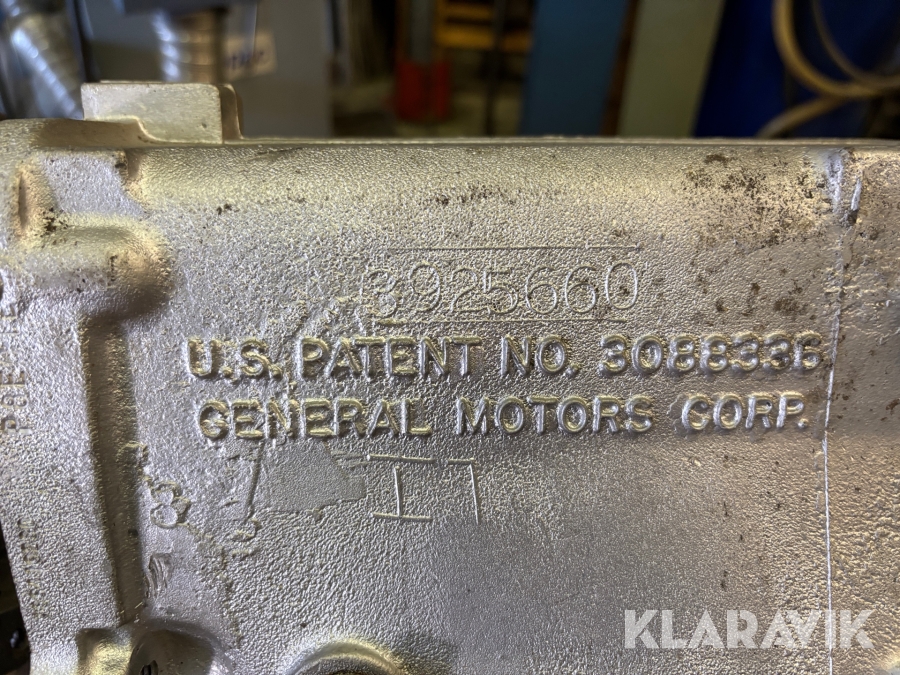 3925660
U.S. PATENT NO. 3088336
GENERAL MOTORS CORP.
KLARAVIK